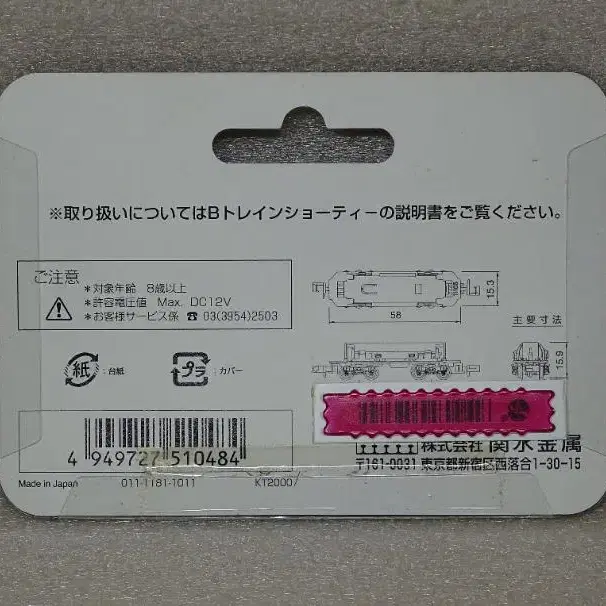 ※取り扱いについてはBトレインショーティーの説明書をご覧ください。
ご注意
*対象年齢 8歳以上
*許容電圧値 Max. DC12V
*お客様サービス係 ☎ 03(3954)2503
15.3
58
主要寸法
15.9
紙 :台紙
プラ :カバー
4 949727 510484
株式会社 関水金属
〒161-0031 東京都新宿区西落合1-30-15
Made in Japan
011-1181-1011
KT2000/